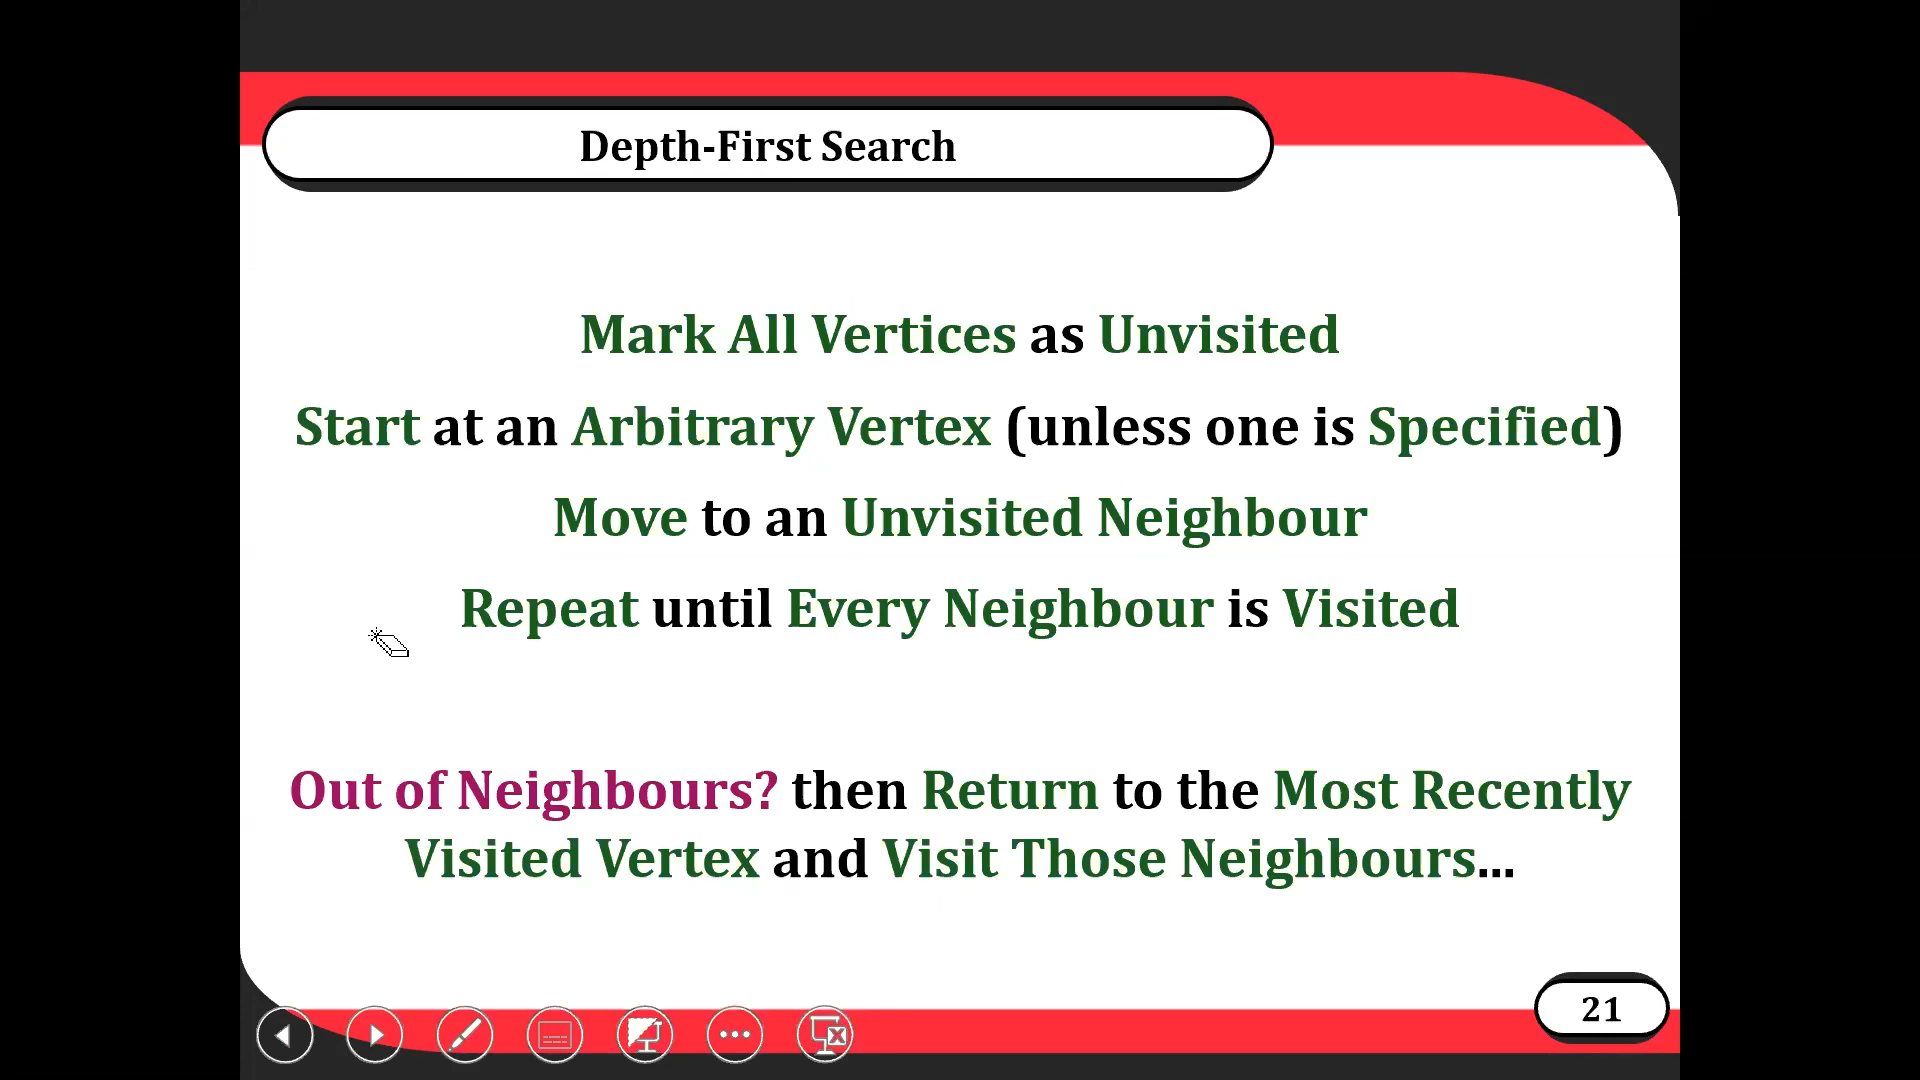 Depth-First Search
Mark All Vertices as Unvisited
Start at an Arbitrary Vertex (unless one is Specified)
Move to an Unvisited Neighbour
Repeat until Every Neighbour is Visited
Out of Neighbours? then Return to the Most Recently
Visited Vertex and Visit Those Neighbours...
21